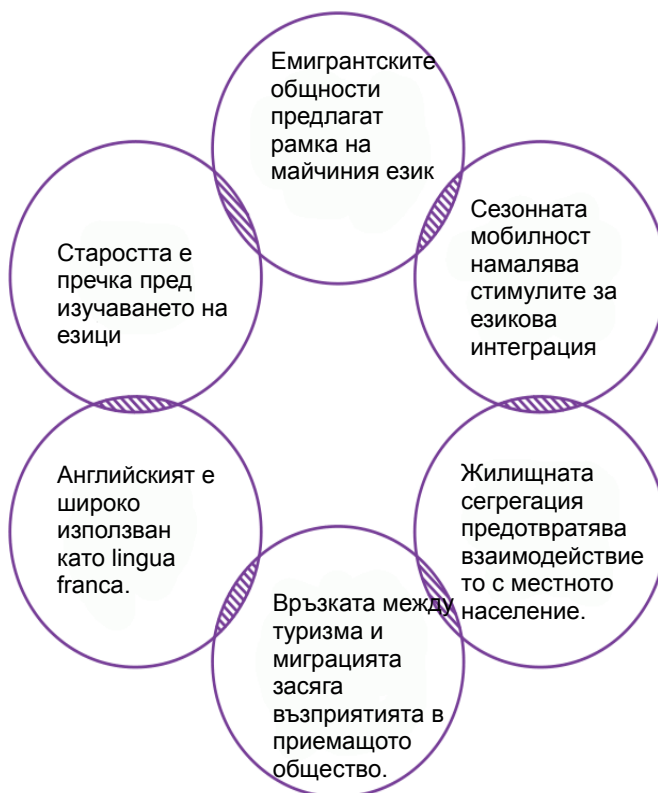 Емигрантските
общности
предлагат
рамка на
майчиния език
Сезонната
мобилност
намалява
стимулите за
езикова
интеграция
Жилищната
сегрегация
предотвратява
взаимодействие
то с местното
население.
Връзката между
туризма и
миграцията
засяга
възприятията в
приемащото
общество.
Английският е
широко
използван
като lingua
franca.
Старостта е
пречка пред
изучаването на
езици